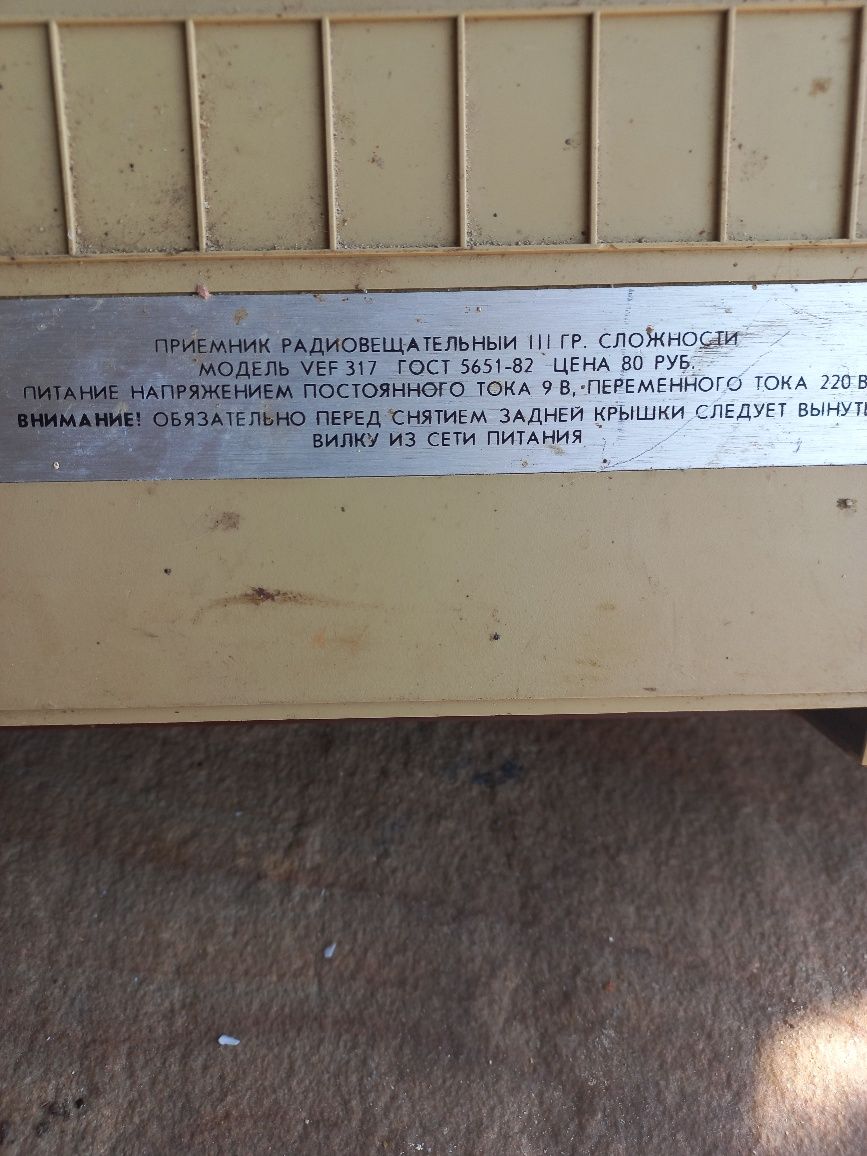 ПРИЕМНИК РАДИОВЕЩАТЕЛЬНЫЙ III ГР. СЛОЖНОСТИ
МОДЕЛЬ VEF 317 ГОСТ 5651-82 ЦЕНА 80 РУБ.
ПИТАНИЕ НАПРЯЖЕНИЕМ ПОСТОЯННОГО ТОКА 9 В, ПЕРЕМЕННОГО ТОКА 220 В
ВНИМАНИЕ! ОБЯЗАТЕЛЬНО ПЕРЕД СНЯТИЕМ ЗАДНЕЙ КРЫШКИ СЛЕДУЕТ ВЫНУТЬ
ВИЛКУ ИЗ СЕТИ ПИТАНИЯ